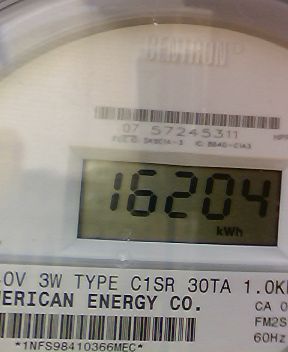 CENTRON
07 57245311
16204
kWh
0V 3W TYPE C1SR 30TA 1.0K
ERICAN ENERGY CO.
CA 0
FM2S
60Hz
*1NFS98410366MEC*